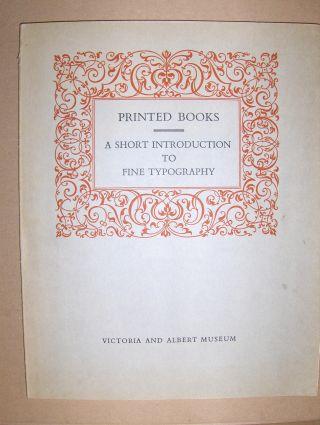 PRINTED BOOKS
A SHORT INTRODUCTION
TO
FINE TYPOGRAPHY
VICTORIA AND ALBERT MUSEUM